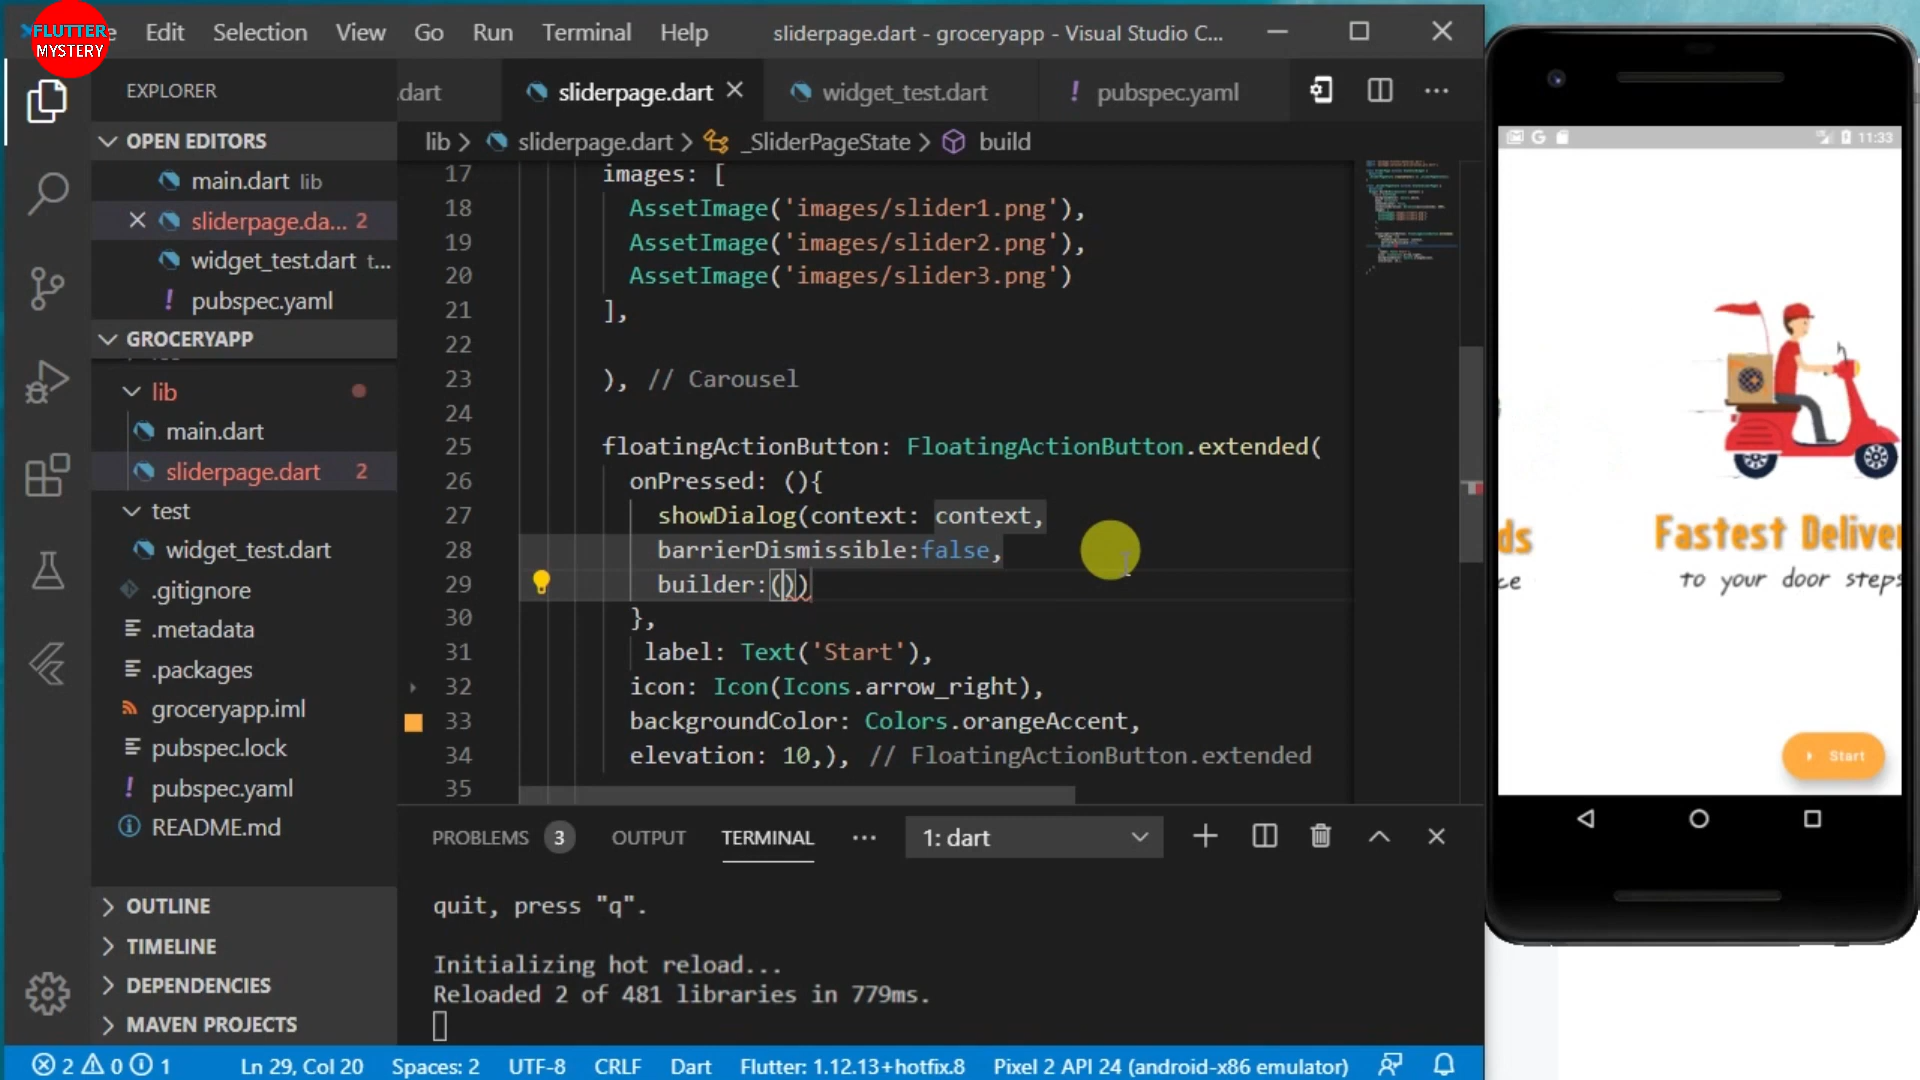 FLUTTER
MYSTERY
Edit Selection View Go Run Terminal Help
sliderpage.dart - groceryapp - Visual Studio C...
EXPLORER
.dart
sliderpage.dart
widget_test.dart
! pubspec.yaml
lib > sliderpage.dart > _SliderPageState > build
OPEN EDITORS
main.dart lib
sliderpage.da... 2
widget_test.dart t...
! pubspec.yaml
GROCERYAPP
lib
main.dart
sliderpage.dart 2
test
widget_test.dart
.gitignore
.metadata
.packages
groceryapp.iml
pubspec.lock
! pubspec.yaml
README.md
OUTLINE
TIMELINE
DEPENDENCIES
MAVEN PROJECTS
17 images: [
18 AssetImage('images/slider1.png'),
19 AssetImage('images/slider2.png'),
20 AssetImage('images/slider3.png')
21 ],
22
23 ), // Carousel
24
25 floatingActionButton: FloatingActionButton.extended(
26 onPressed: (){
27 showDialog(context: context,
28 barrierDismissible:false,
29 builder:())
30 },
31 label: Text('Start'),
32 icon: Icon(Icons.arrow_right),
33 backgroundColor: Colors.orangeAccent,
34 elevation: 10,), // FloatingActionButton.extended
35
PROBLEMS 3 OUTPUT TERMINAL ... 1: dart
quit, press "q".
Initializing hot reload...
Reloaded 2 of 481 libraries in 779ms.
2 0 1 Ln 29, Col 20 Spaces: 2 UTF-8 CRLF Dart Flutter: 1.12.13+hotfix.8 Pixel 2 API 24 (android-x86 emulator)
G 11:33
ds Fastest Deliver
ce to your door steps
Start